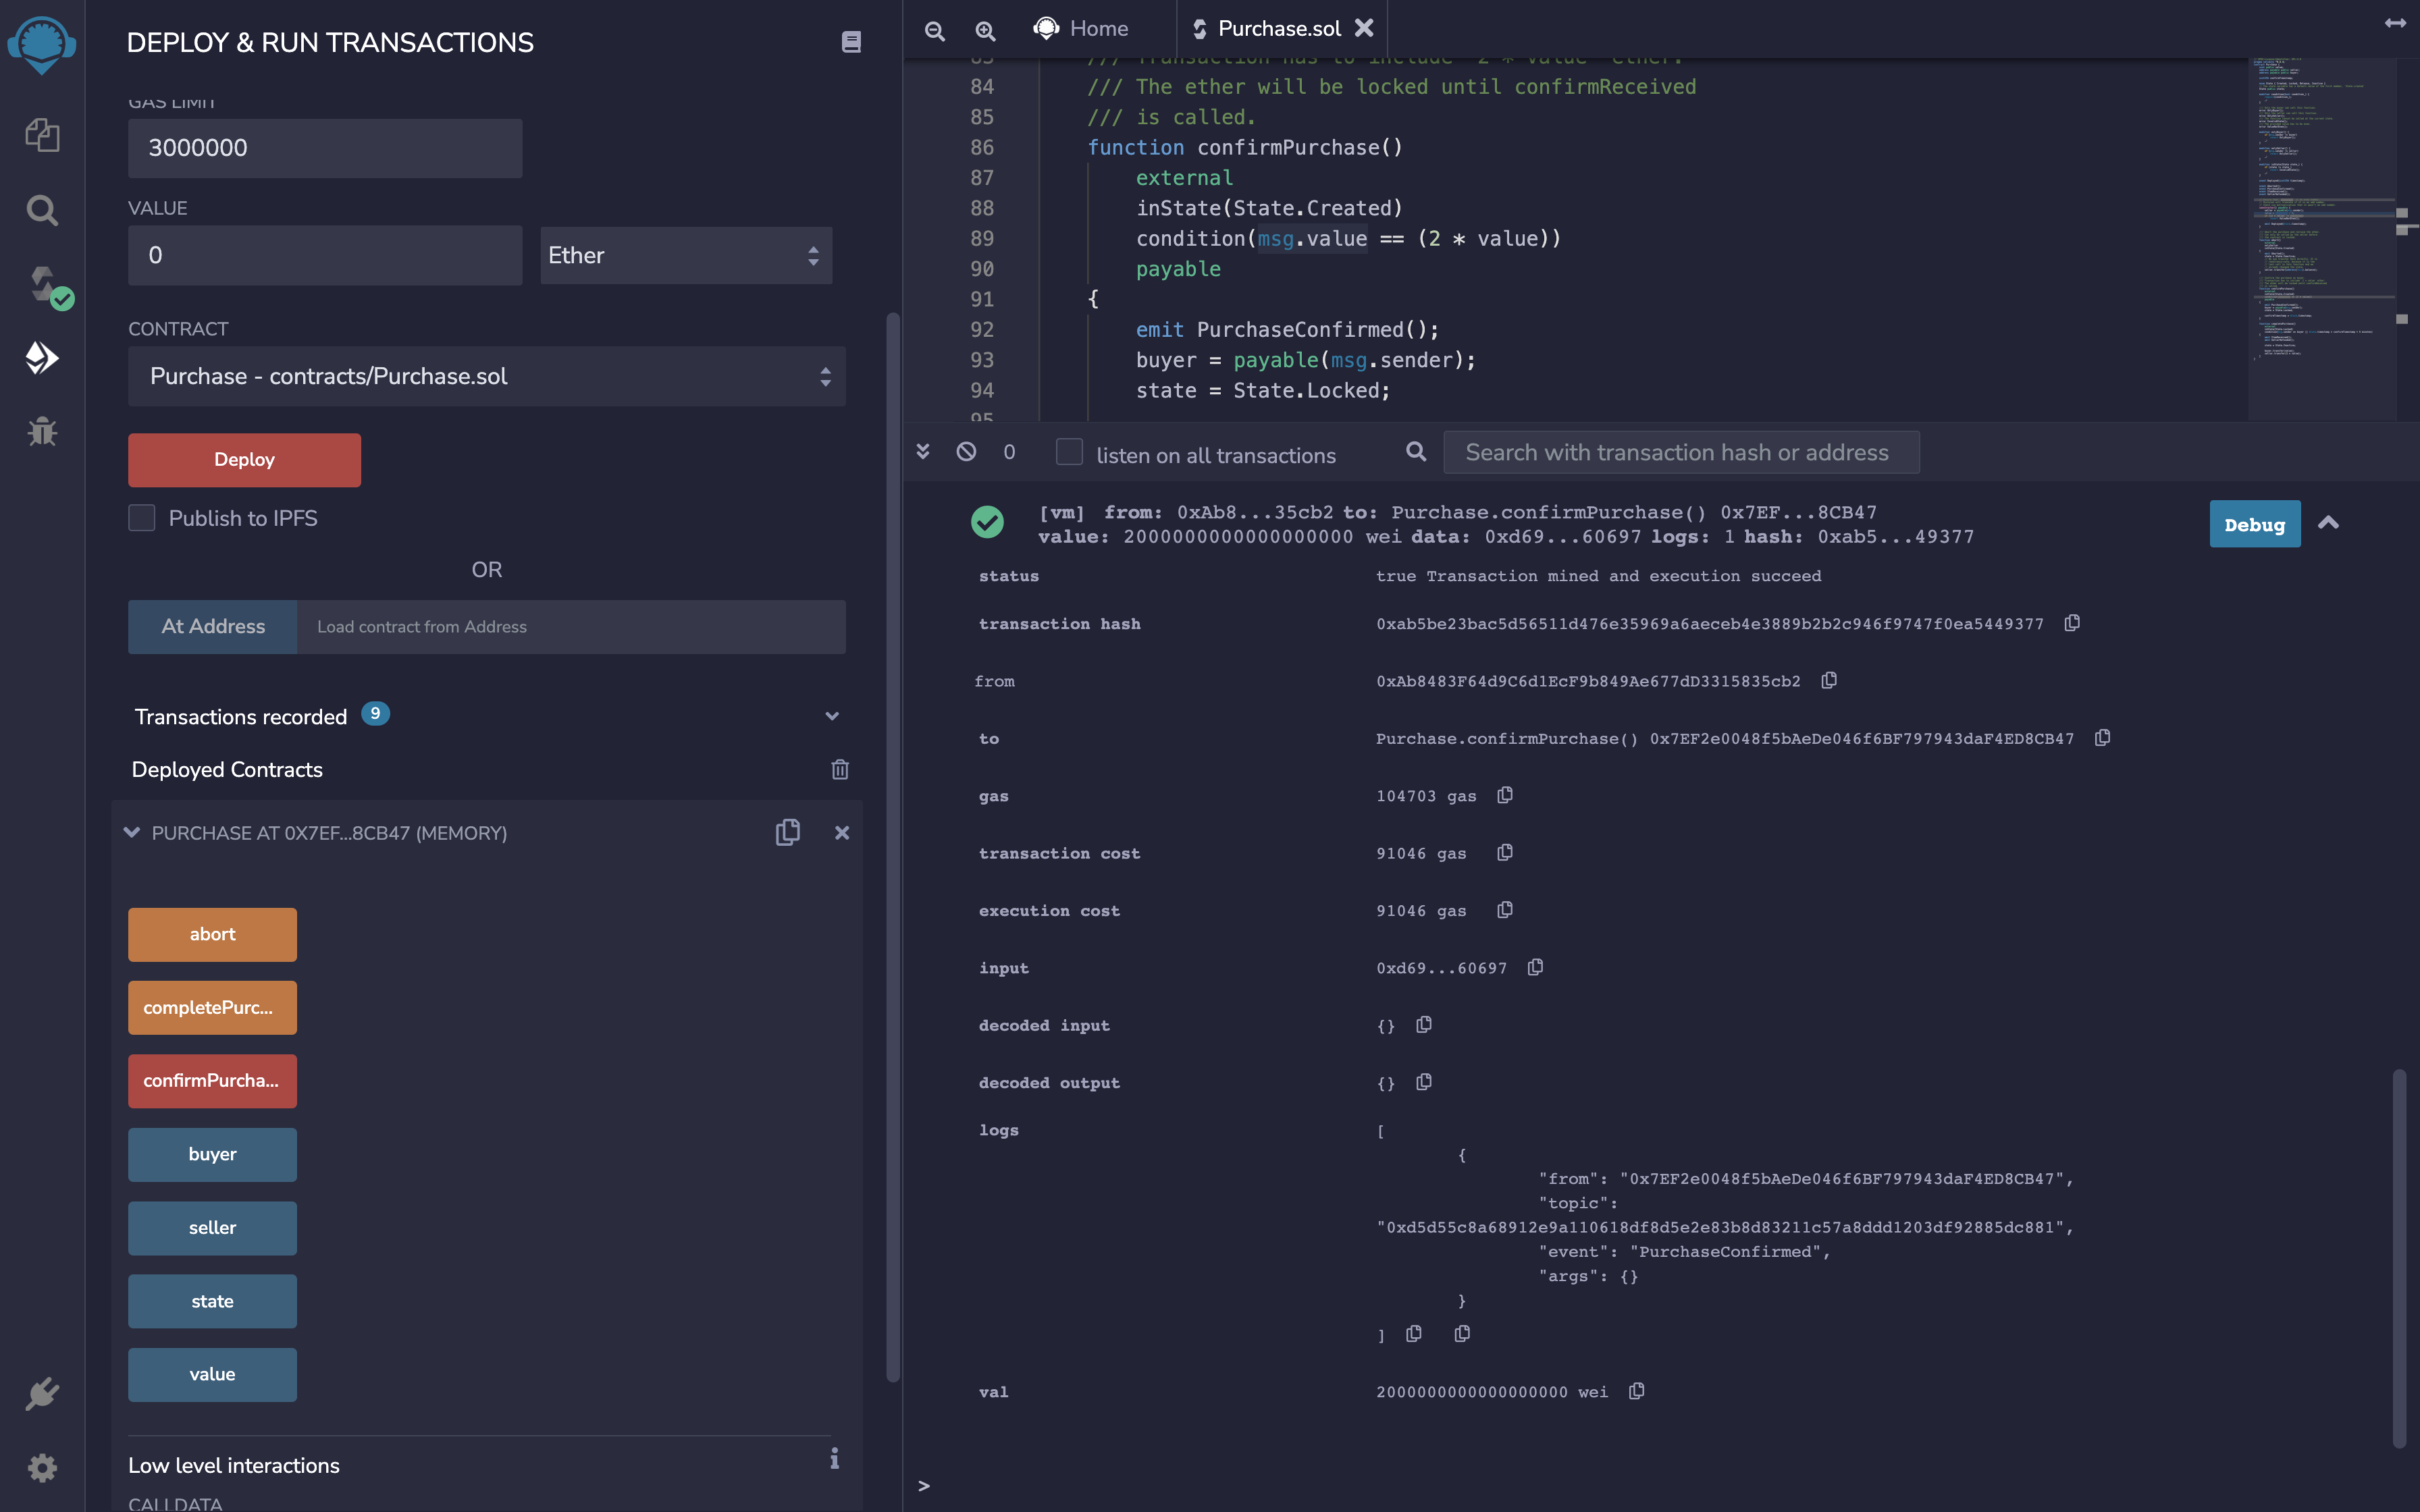 DEPLOY & RUN TRANSACTIONS
GAS LIMIT
3000000
VALUE
0
Ether
CONTRACT
Purchase - contracts/Purchase.sol
Deploy
Publish to IPFS
OR
At Address
Load contract from Address
Transactions recorded 9
Deployed Contracts
PURCHASE AT 0X7EF...8CB47 (MEMORY)
abort
completePurc...
confirmPurcha...
buyer
seller
state
value
Low level interactions
CALLDATA
Home
Purchase.sol
83 /// Transaction has to include `2 * value` ether.
84 /// The ether will be locked until confirmReceived
85 /// is called.
86 function confirmPurchase()
87 external
88 inState(State.Created)
89 condition(msg.value == (2 * value))
90 payable
91 {
92 emit PurchaseConfirmed();
93 buyer = payable(msg.sender);
94 state = State.Locked;
95
0
listen on all transactions
Search with transaction hash or address
[vm] from: 0xAb8...35cb2 to: Purchase.confirmPurchase() 0x7EF...8CB47
value: 2000000000000000000 wei data: 0xd69...60697 logs: 1 hash: 0xab5...49377
Debug
status true Transaction mined and execution succeed
transaction hash 0xab5be23bac5d56511d476e35969a6aeceb4e3889b2b2c946f9747f0ea5449377
from 0xAb8483F64d9C6d1EcF9b849Ae677dD3315835cb2
to Purchase.confirmPurchase() 0x7EF2e0048f5bAeDe046f6BF797943daF4ED8CB47
gas 104703 gas
transaction cost 91046 gas
execution cost 91046 gas
input 0xd69...60697
decoded input {}
decoded output {}
logs [
{
"from": "0x7EF2e0048f5bAeDe046f6BF797943daF4ED8CB47",
"topic":
"0xd5d55c8a68912e9a110618df8d5e2e83b8d83211c57a8ddd1203df92885dc881",
"event": "PurchaseConfirmed",
"args": {}
}
]
val 2000000000000000000 wei
>